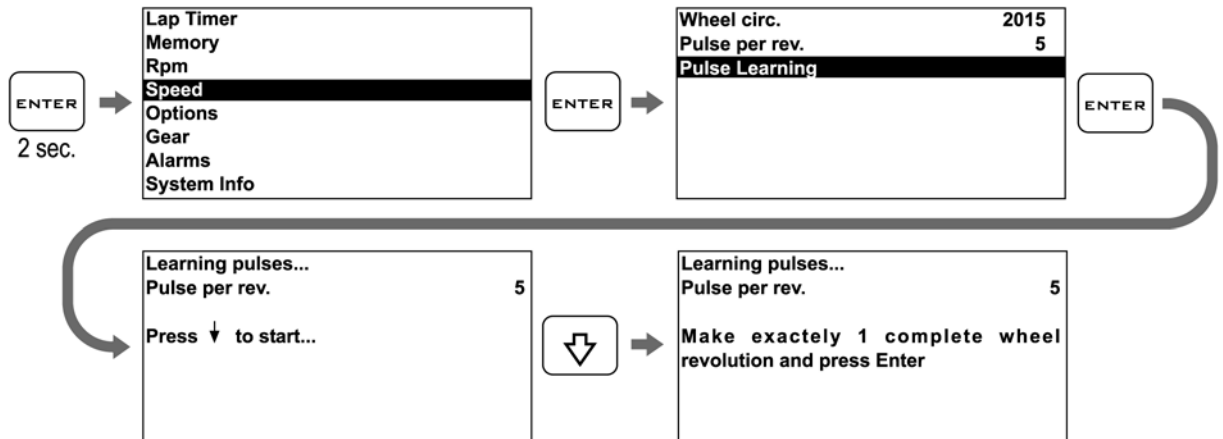 Lap Timer
Memory
Rpm
Speed
Options
Gear
Alarms
System Info
ENTER
2 sec.
ENTER
Wheel circ. 2015
Pulse per rev. 5
Pulse Learning
ENTER
Learning pulses...
Pulse per rev. 5
Press ↓ to start...
Learning pulses...
Pulse per rev. 5
Make exactely 1 complete wheel
revolution and press Enter